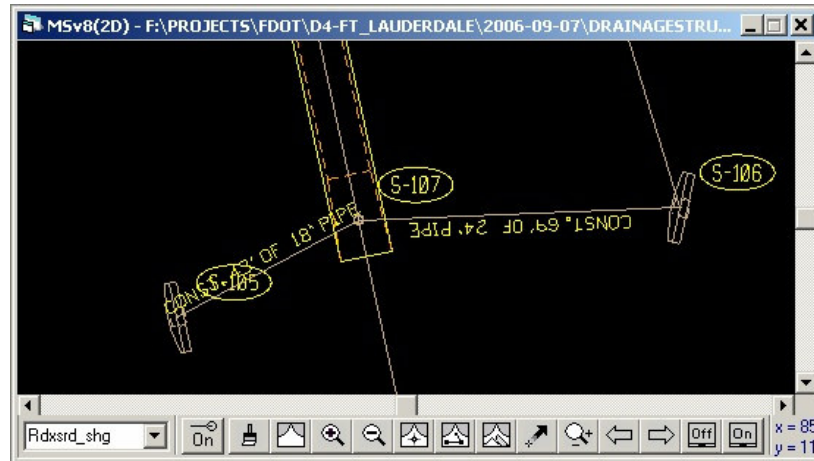 MSv8(2D) - F:\PROJECTS\FDOT\D4-FT_LAUDERDALE\2006-09-07\DRAINAGESTRU...
S-107
S-106
CONST. 69' OF 24' PIPE
OF 18' PIPE
S-105
Rdxsrd_shg
On
Off
On
x = 85
y = 11